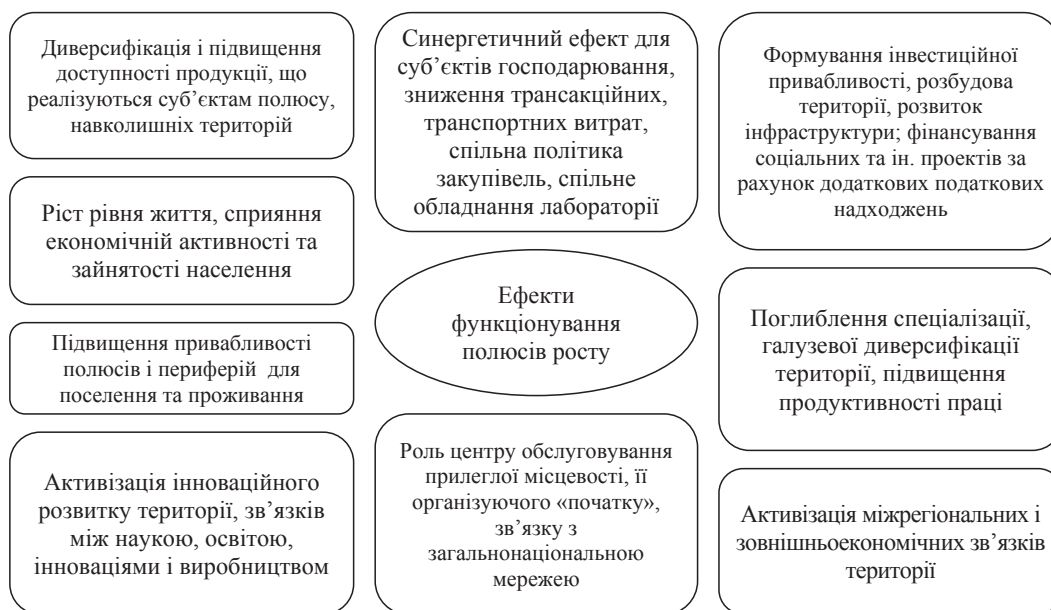 Диверсифікація і підвищення
доступності продукції, що
реалізуються суб’єктам полюсу,
навколишніх територій
Ріст рівня життя, сприяння
економічній активності та
зайнятості населення
Підвищення привабливості
полюсів і периферій для
поселення та проживання
Активізація інноваційного
розвитку території, зв’язків
між наукою, освітою,
інноваціями і виробництвом
Синергетичний ефект для
суб’єктів господарювання,
зниження трансакційних,
транспортних витрат,
спільна політика
закупівель, спільне
обладнання лабораторії
Ефекти
функціонування
полюсів росту
Роль центру обслуговування
прилеглої місцевості, її
організуючого «початку»,
зв’язку з
загальнонаціональною
мережею
Формування інвестиційної
привабливості, розбудова
території, розвиток
інфраструктури; фінансування
соціальних та ін. проектів за
рахунок додаткових податкових
надходжень
Поглиблення спеціалізації,
галузевої диверсифікації
території, підвищення
продуктивності праці
Активізація міжрегіональних і
зовнішньоекономічних зв’язків
території